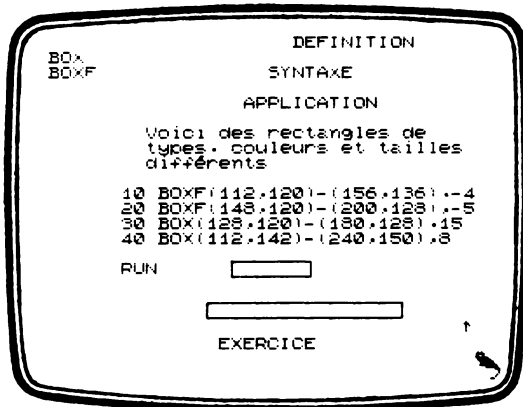 DEFINITION
BOX
BOXF
SYNTAXE
APPLICATION
Voici des rectangles de
types, couleurs et tailles
différents
10 BOXF(112,120)-(156,136),-4
20 BOXF(148,120)-(200,128),-5
30 BOX(128,120)-(180,128),15
40 BOX(112,142)-(240,150),8
RUN
EXERCICE